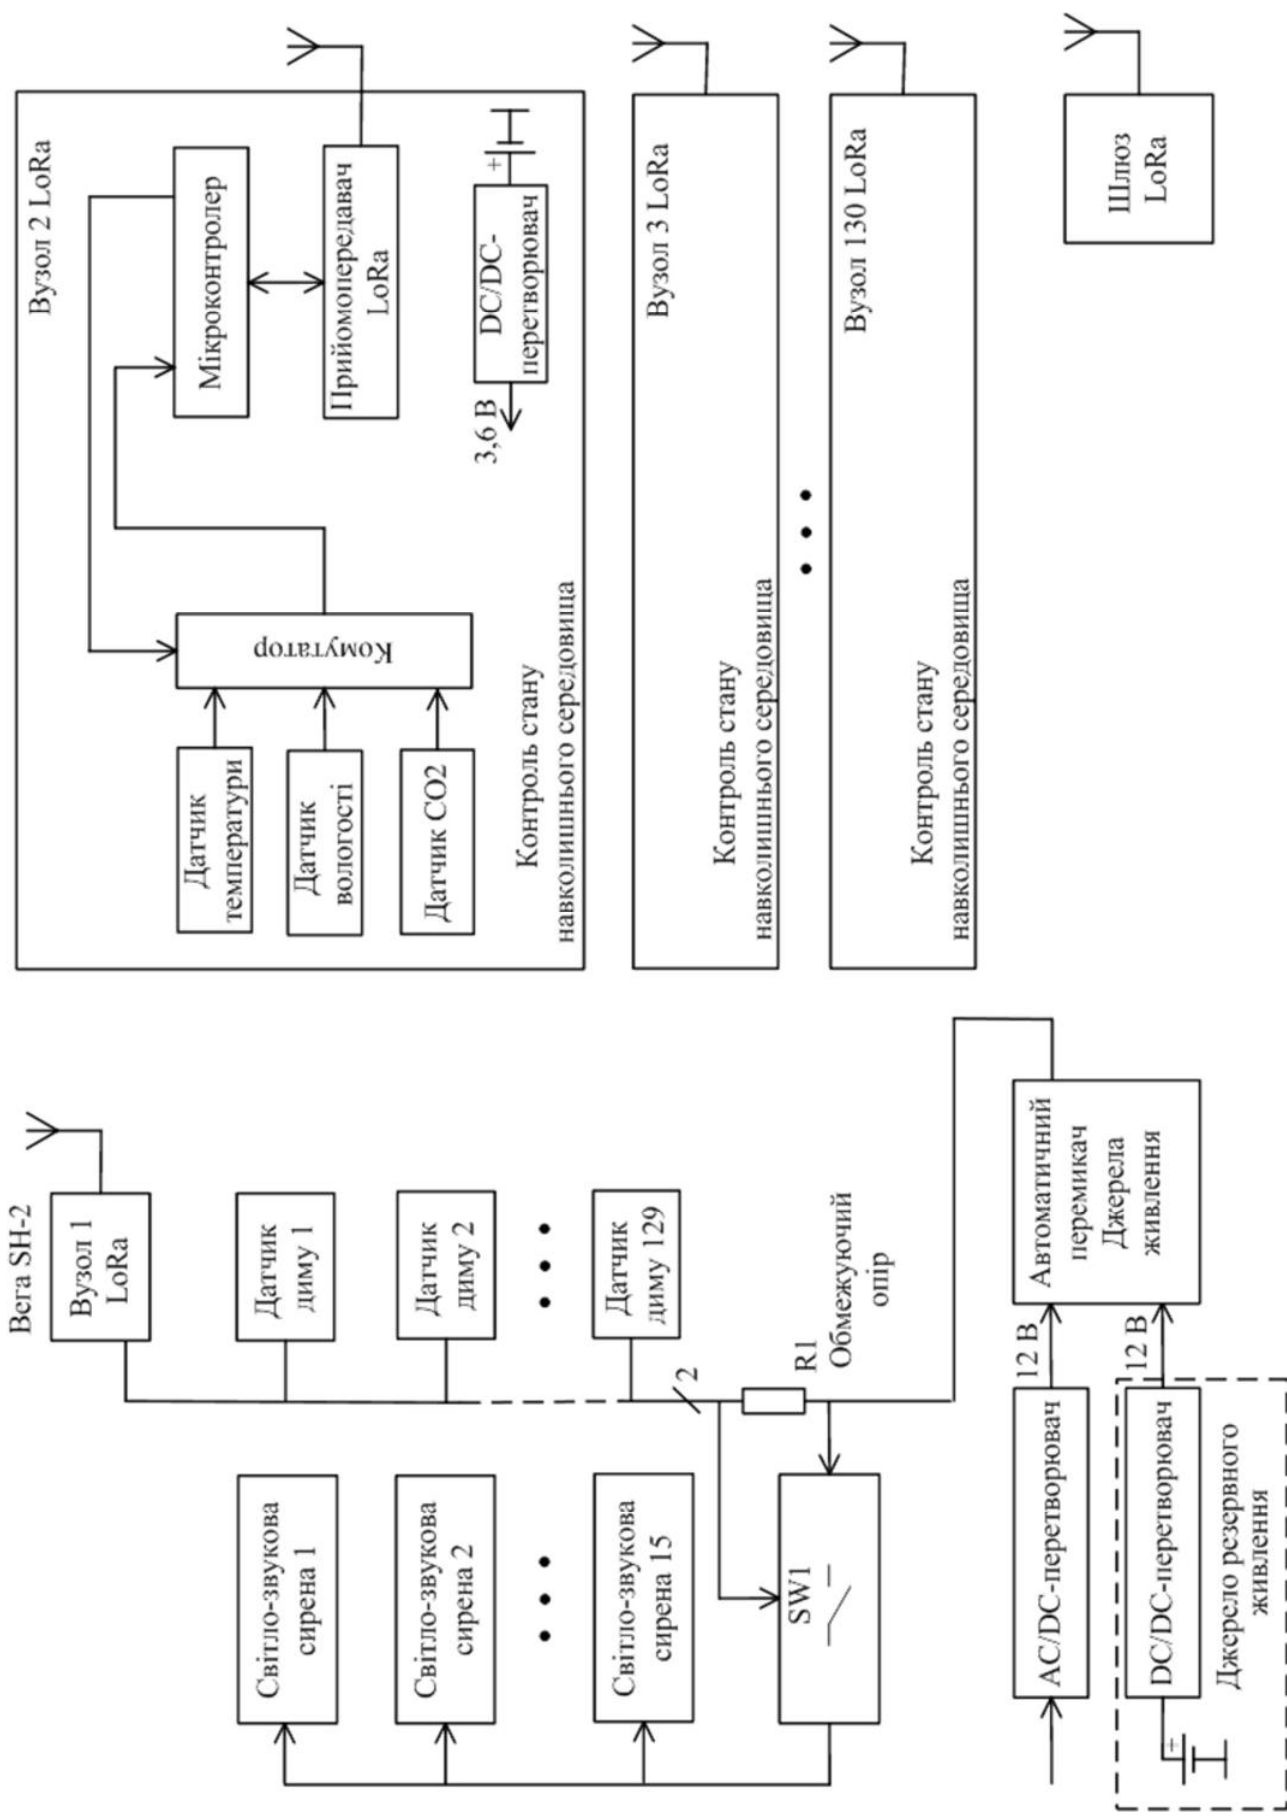 Вега SH-2
Вузол 1
LoRa
Датчик
диму 1
Датчик
диму 2
Датчик
диму 129
2
R1
Обмежуючий
опір
Світло-звукова
сирена 1
Світло-звукова
сирена 2
Світло-звукова
сирена 15
SW1
AC/DC-перетворювач
12 В
DC/DC-перетворювач
+
12 В
Джерело резервного
живлення
Автоматичний
перемикач
Джерела
живлення
Вузол 2 LoRa
Датчик
температури
Датчик
вологості
Датчик CO2
Комутатор
Мікроконтролер
Прийомопередавач
LoRa
3,6 В
DC/DC-
перетворювач
+
Контроль стану
навколишнього середовища
Вузол 3 LoRa
Контроль стану
навколишнього середовища
Вузол 130 LoRa
Контроль стану
навколишнього середовища
Шлюз
LoRa